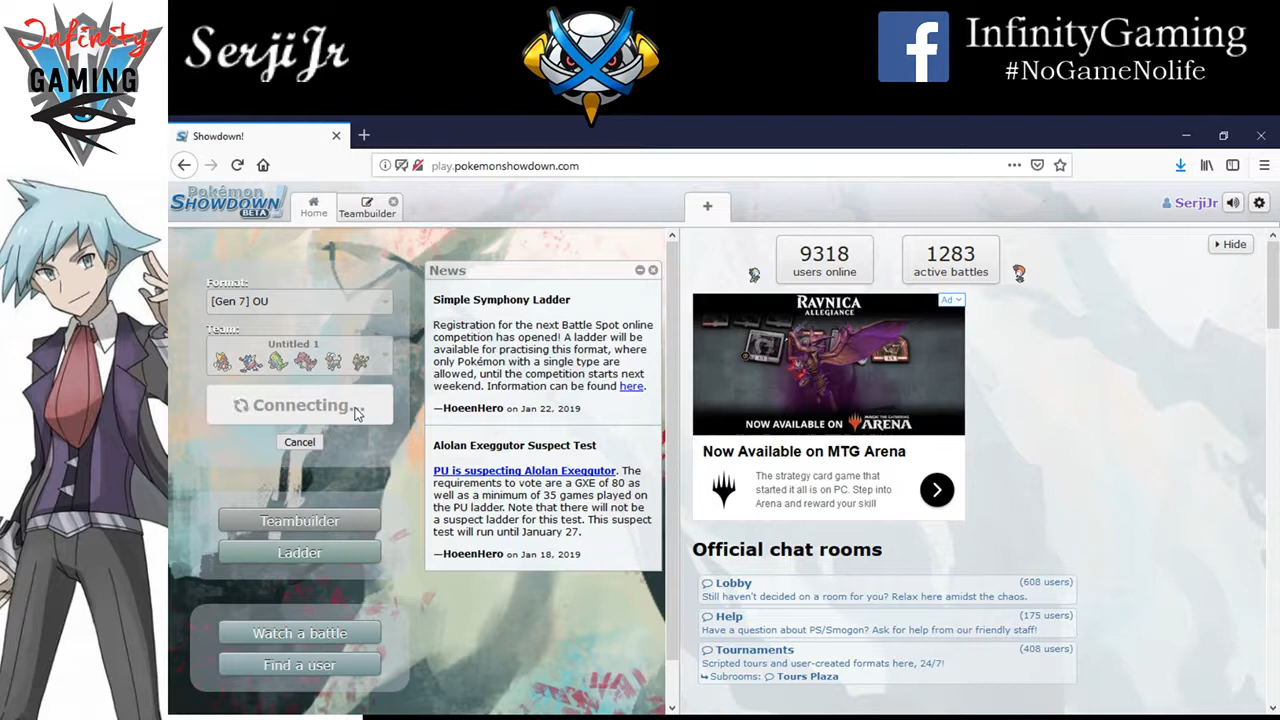 Infinity
GAMING
SerjiJr
InfinityGaming
#NoGameNolife
Showdown!
play.pokemonshowdown.com
Pokémon
SHOWDOWN
BETA
Home
Teambuilder
SerjiJr
Format:
[Gen 7] OU
Team:
Untitled 1
Connecting...
Cancel
Teambuilder
Ladder
Watch a battle
Find a user
News
Simple Symphony Ladder
Registration for the next Battle Spot online
competition has opened! A ladder will be
available for practising this format, where
only Pokémon with a single type are
allowed, until the competition starts next
weekend. Information can be found here.
—HoeenHero on Jan 22, 2019
Alolan Exeggutor Suspect Test
PU is suspecting Alolan Exeggutor. The
requirements to vote are a GXE of 80 as
well as a minimum of 35 games played on
the PU ladder. Note that there will not be
a suspect ladder for this test. This suspect
test will run until January 27.
—HoeenHero on Jan 18, 2019
9318
users online
1283
active battles
Hide
Ad
RAVNICA
ALLEGIANCE
NOW AVAILABLE ON MAGIC THE GATHERING ARENA
Now Available on MTG Arena
The strategy card game that
started it all is on PC. Step into
Arena and reward your skill
Official chat rooms
Lobby (608 users)
Still haven't decided on a room for you? Relax here amidst the chaos.
Help (175 users)
Have a question about PS/Smogon? Ask for help from our friendly staff!
Tournaments (408 users)
Scripted tours and user-created formats here, 24/7!
Subrooms: Tours Plaza